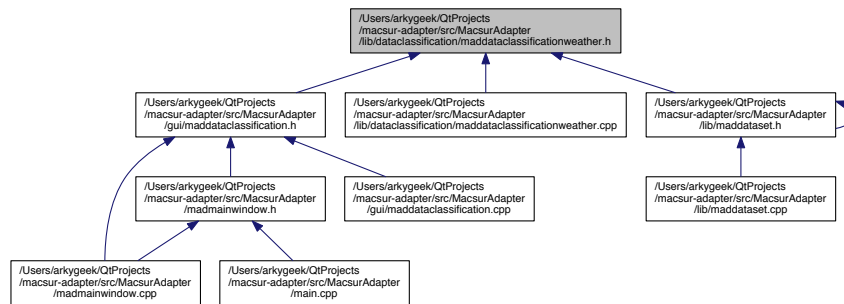 /Users/arkygeek/QtProjects
/macsur-adapter/src/MacsurAdapter
/lib/dataclassification/maddataclassificationweather.h
/Users/arkygeek/QtProjects
/macsur-adapter/src/MacsurAdapter
/gui/maddataclassification.h
/Users/arkygeek/QtProjects
/macsur-adapter/src/MacsurAdapter
/lib/dataclassification/maddataclassificationweather.cpp
/Users/arkygeek/QtProjects
/macsur-adapter/src/MacsurAdapter
/lib/maddataset.h
/Users/arkygeek/QtProjects
/macsur-adapter/src/MacsurAdapter
/madmainwindow.h
/Users/arkygeek/QtProjects
/macsur-adapter/src/MacsurAdapter
/gui/maddataclassification.cpp
/Users/arkygeek/QtProjects
/macsur-adapter/src/MacsurAdapter
/lib/maddataset.cpp
/Users/arkygeek/QtProjects
/macsur-adapter/src/MacsurAdapter
/madmainwindow.cpp
/Users/arkygeek/QtProjects
/macsur-adapter/src/MacsurAdapter
/main.cpp